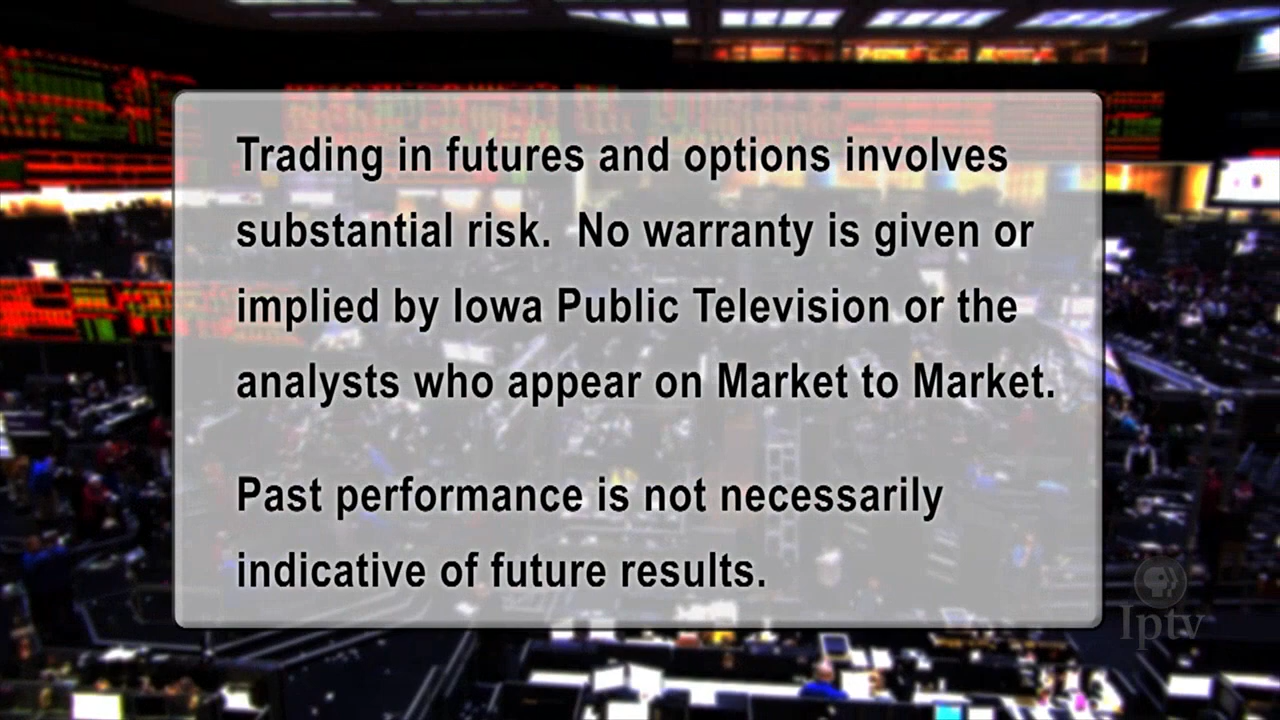 Trading in futures and options involves
substantial risk.  No warranty is given or
implied by Iowa Public Television or the
analysts who appear on Market to Market.
Past performance is not necessarily
indicative of future results.
Iptv